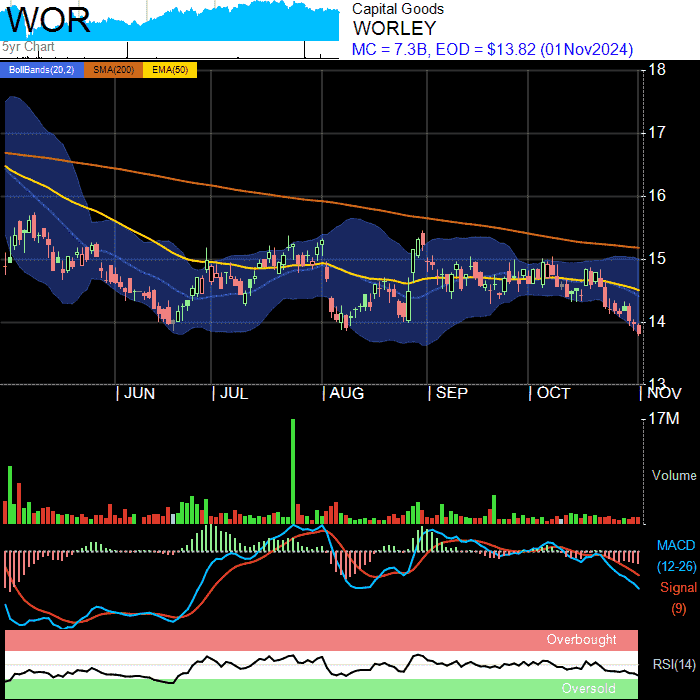 WOR
5yr Chart
Capital Goods
WORLEY
MC = 7.3B, EOD = $13.82 (01Nov2024)
BollBands(20,2) SMA(200) EMA(50)
18
17
16
15
14
13
JUN JUL AUG SEP OCT NOV
17M
Volume
MACD
(12-26)
Signal
(9)
Overbought
RSI(14)
Oversold